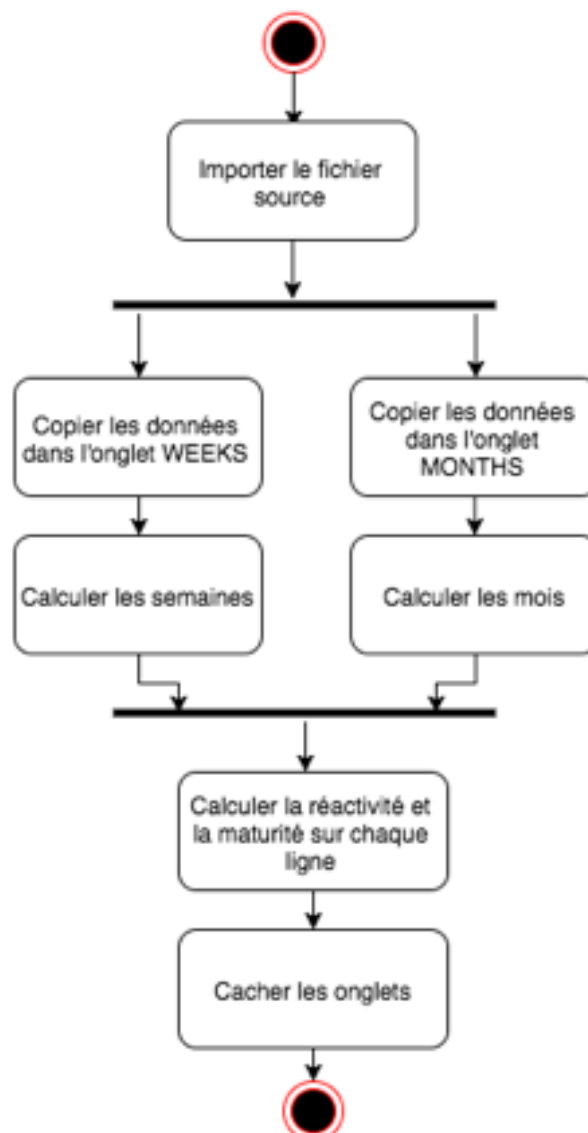 Importer le fichier
source
Copier les données
dans l'onglet WEEKS
Copier les données
dans l'onglet
MONTHS
Calculer les semaines
Calculer les mois
Calculer la réactivité et
la maturité sur chaque
ligne
Cacher les onglets